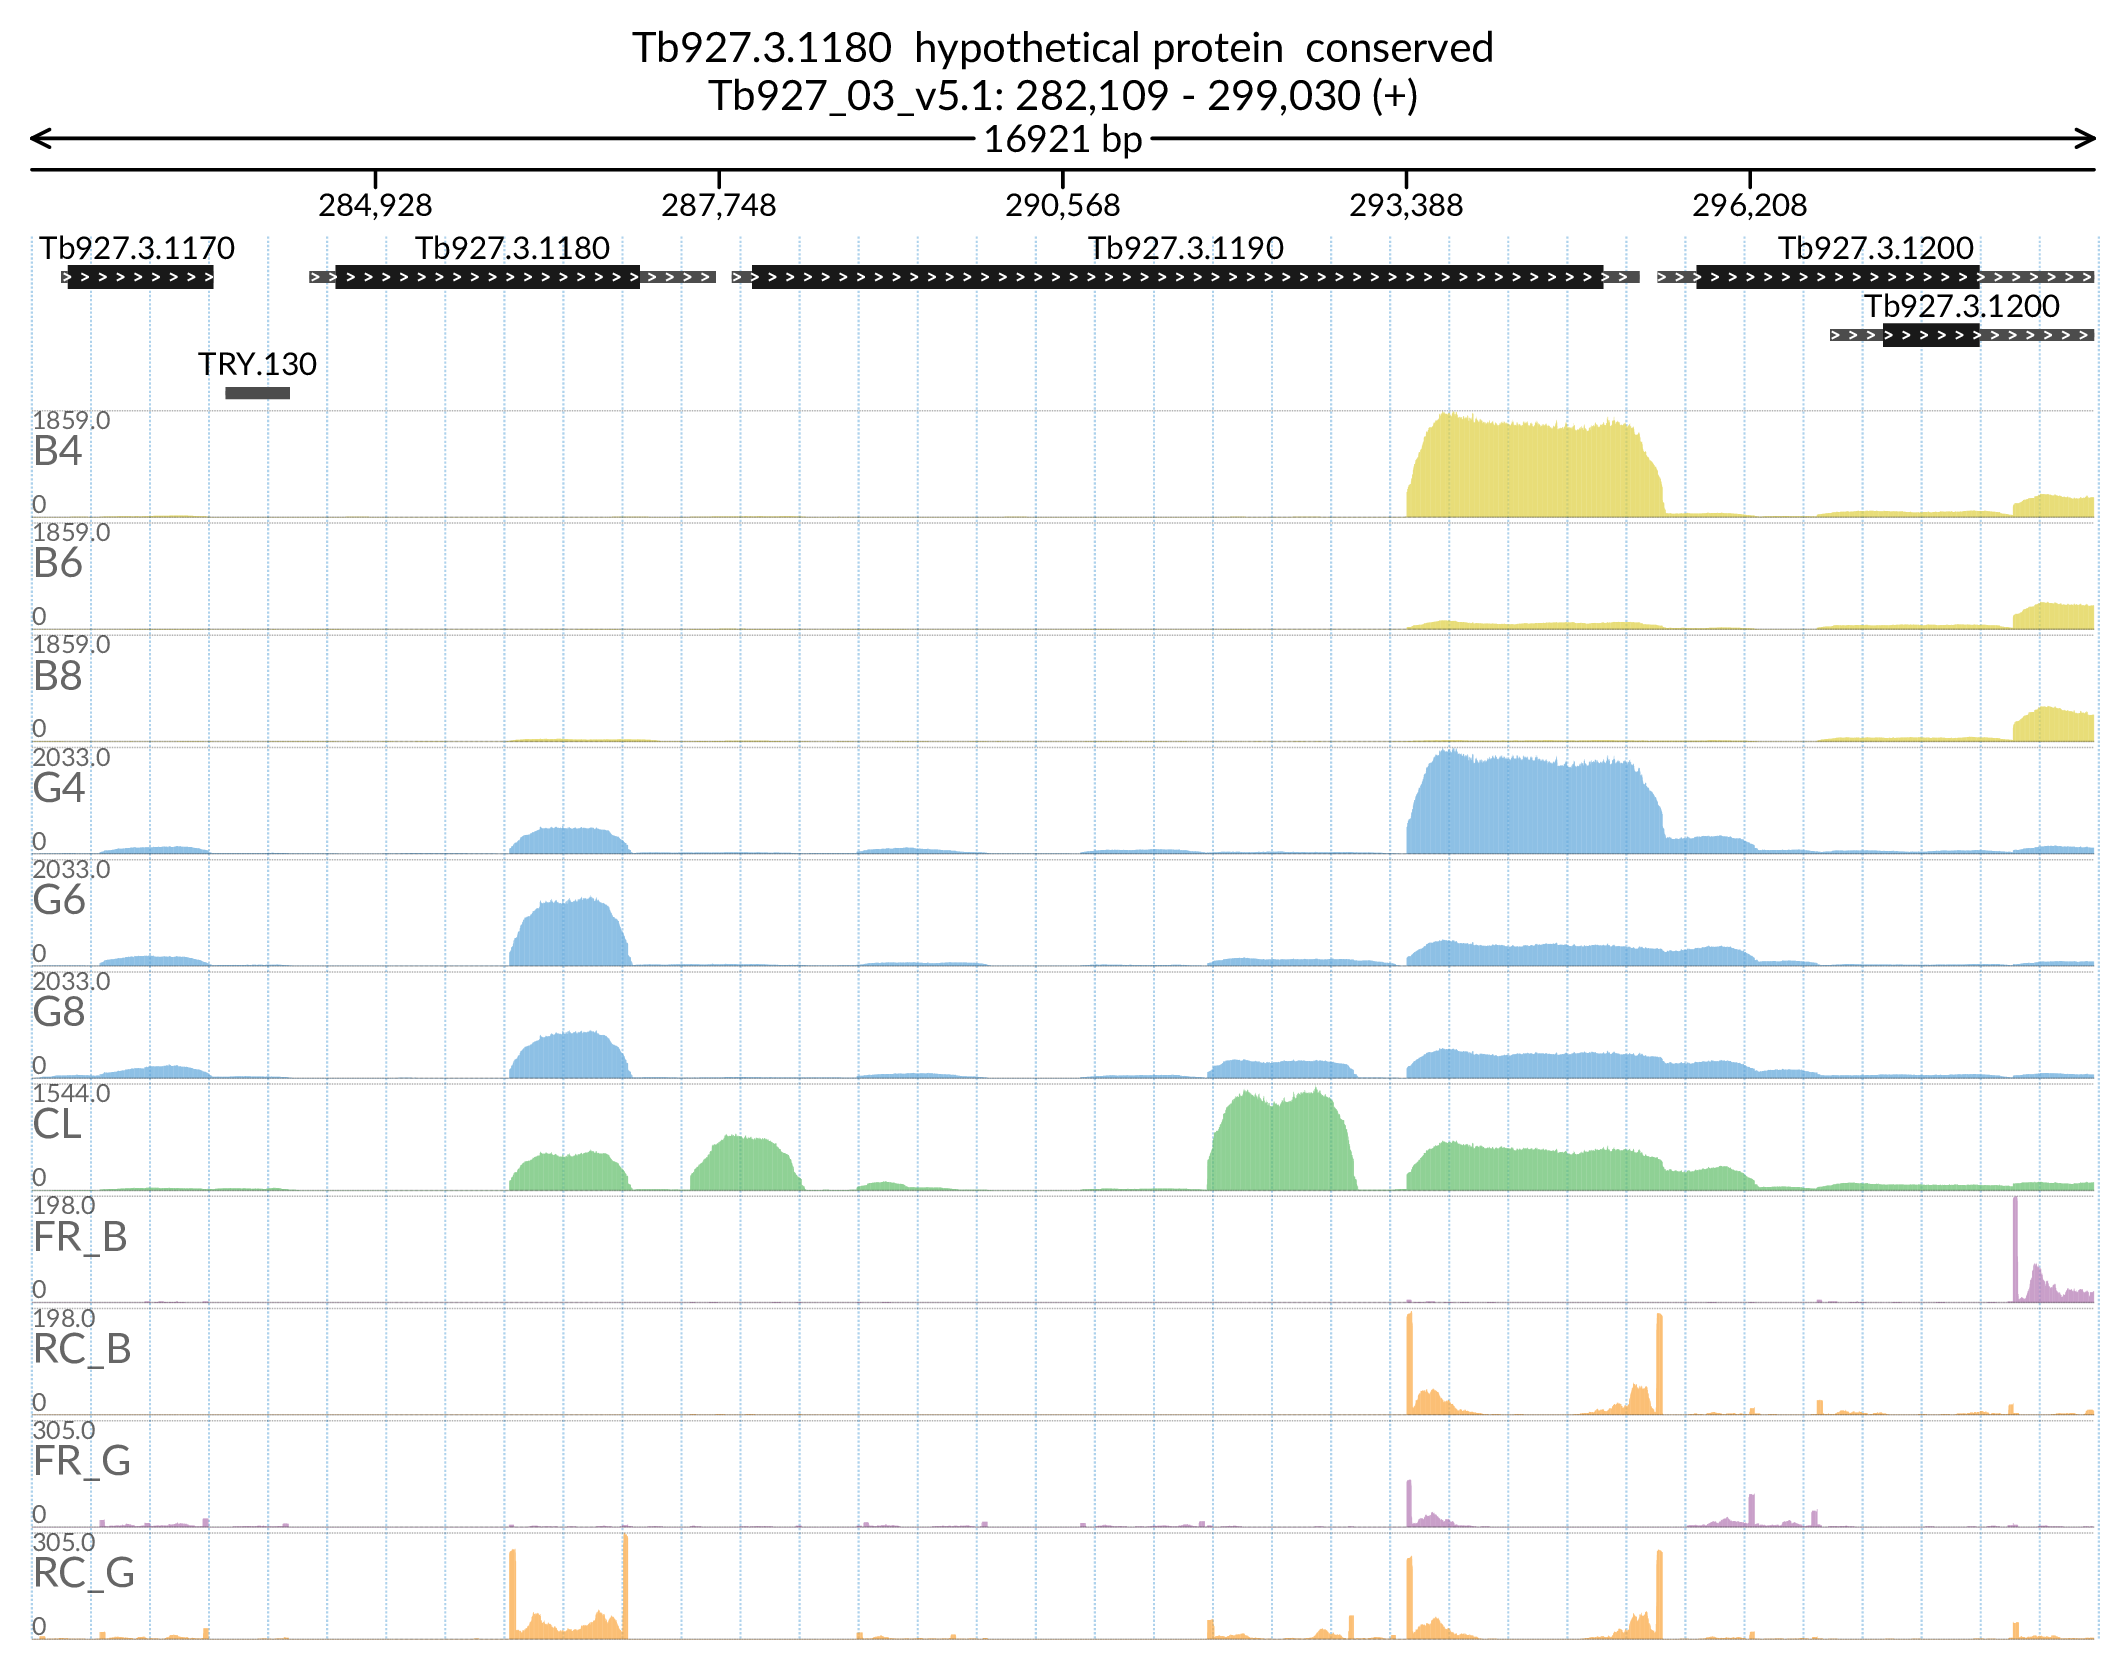 Tb927.3.1180 hypothetical protein conserved
Tb927_03_v5.1: 282,109 - 299,030 (+)
16921 bp
284,928 287,748 290,568 293,388 296,208
Tb927.3.1170 Tb927.3.1180 Tb927.3.1190 Tb927.3.1200
Tb927.3.1200
TRY.130
1859.0
B4
0
1859.0
B6
0
1859.0
B8
0
2033.0
G4
0
2033.0
G6
0
2033.0
G8
0
1544.0
CL
0
198.0
FR_B
0
198.0
RC_B
0
305.0
FR_G
0
305.0
RC_G
0